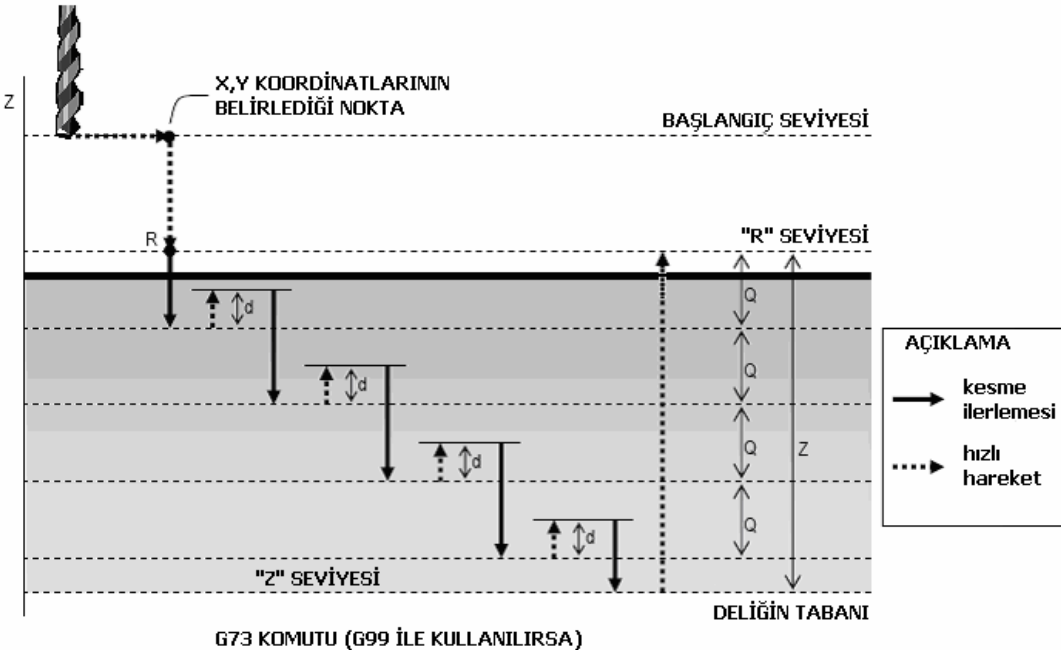 Z
X,Y KOORDİNATLARININ
BELİRLEDİĞİ NOKTA
BAŞLANGIÇ SEVİYESİ
R
"R" SEVİYESİ
d
Q
d
Q
d
Q
Z
d
Q
"Z" SEVİYESİ
DELİĞİN TABANI
AÇIKLAMA
kesme
ilerlemesi
hızlı
hareket
G73 KOMUTU (G99 İLE KULLANILIRSA)